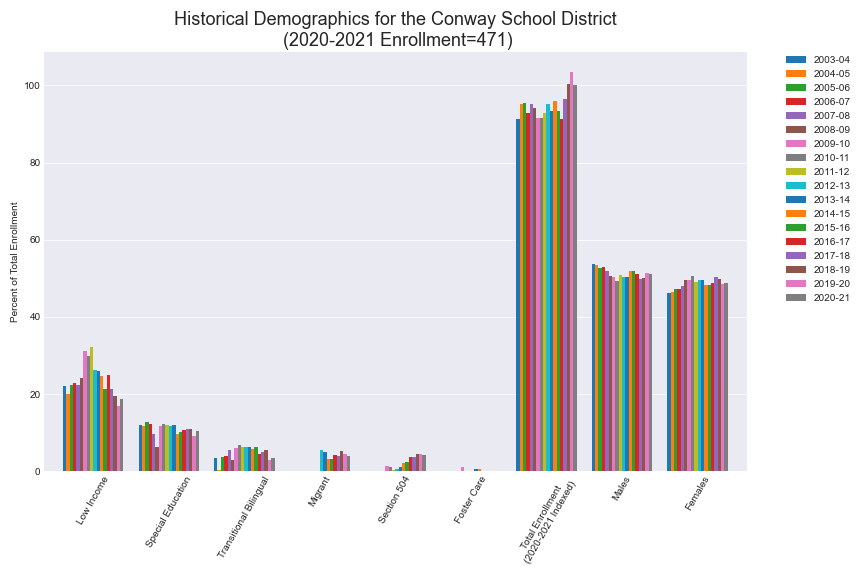 Historical Demographics for the Conway School District
(2020-2021 Enrollment=471)
Percent of Total Enrollment
100
80
60
40
20
0
Low Income
Special Education
Transitional Bilingual
Migrant
Section 504
Foster Care
Total Enrollment
(2020-2021 Indexed)
Males
Females
2003-04
2004-05
2005-06
2006-07
2007-08
2008-09
2009-10
2010-11
2011-12
2012-13
2013-14
2014-15
2015-16
2016-17
2017-18
2018-19
2019-20
2020-21